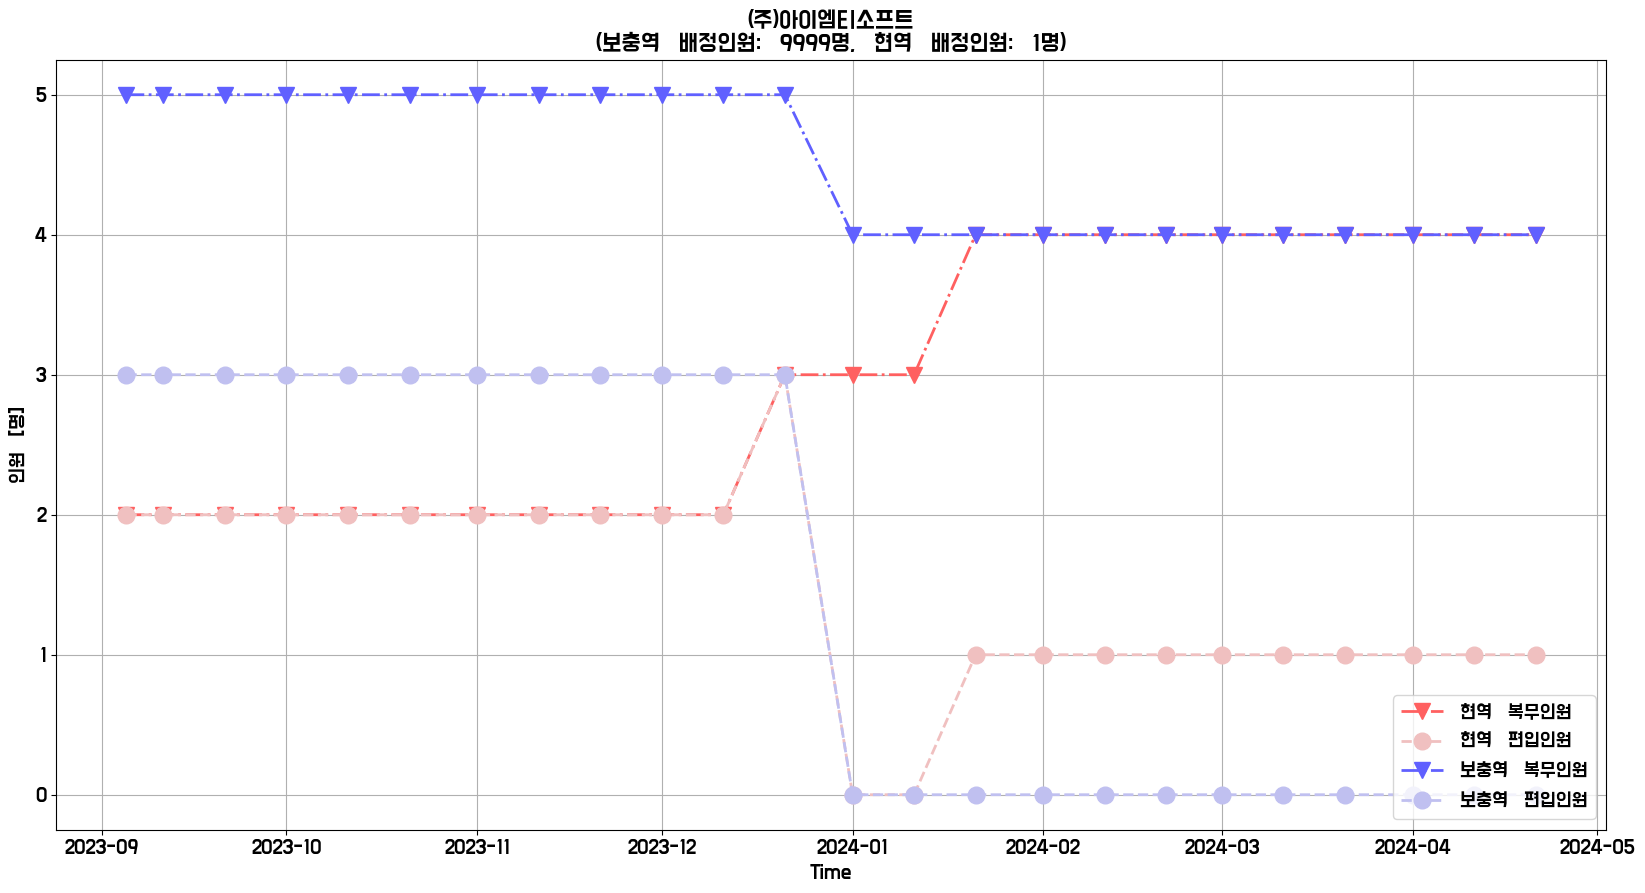 (주)아이엠티소프트
(보충역 배정인원: 9999명, 현역 배정인원: 1명)
5
4
3
2
1
0
인원 [명]
현역 복무인원
현역 편입인원
보충역 복무인원
보충역 편입인원
2023-09 2023-10 2023-11 2023-12 2024-01 2024-02 2024-03 2024-04 2024-05
Time